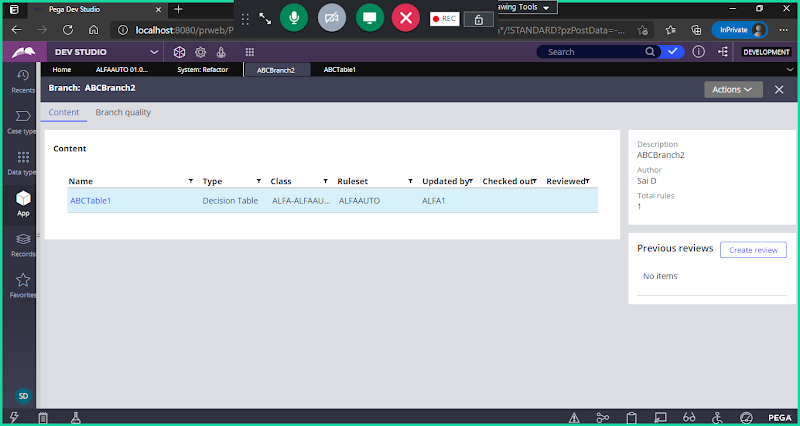 Pega Dev Studio
REC
awing Tools
localhost:8080/prweb/P
*/!STANDARD?pzPostData=-...
InPrivate
DEV STUDIO
Search
DEVELOPMENT
Home
ALFAAUTO 01.0...
System: Refactor
ABCBranch2
ABCTable1
Recents
Case types
Data types
App
Records
Favorites
SD
Branch: ABCBranch2
Actions
Content
Branch quality
Content
Name Type Class Ruleset Updated by Checked out Reviewed
ABCTable1 Decision Table ALFA-ALFAAU... ALFAAUTO ALFA1
Description
ABCBranch2
Author
Sai D
Total rules
1
Previous reviews
Create review
No items
PEGA